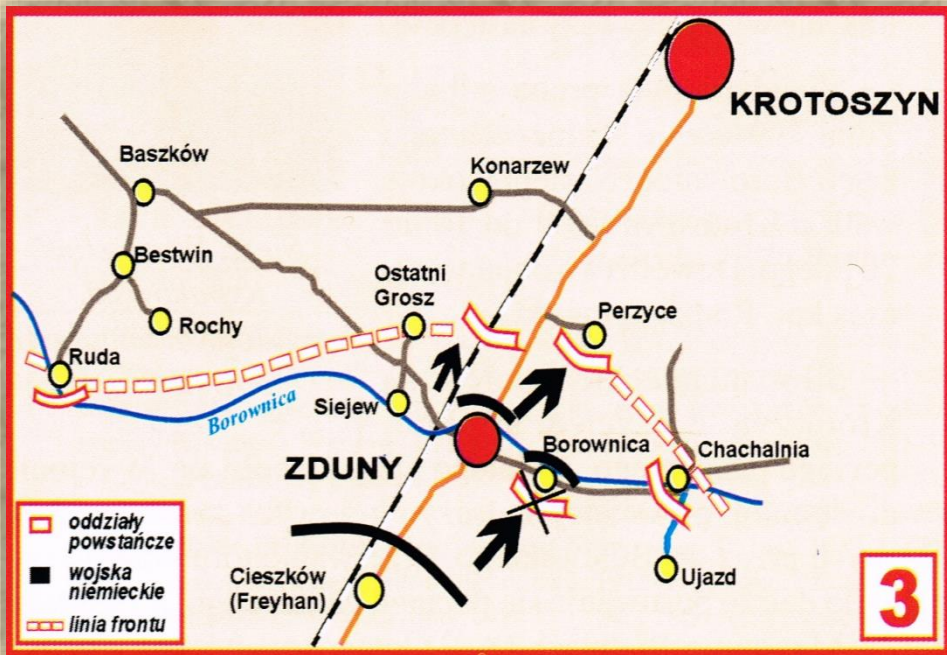 KROTOSZYN
Baszków
Konarzew
Bestwin
Ostatni
Grosz
Rochy
Perzyce
Ruda
Borownica
Siejew
ZDUNY
Borownica
Chachalnia
oddziały
powstańcze
wojska
niemieckie
linia frontu
Cieszków
(Freyhan)
Ujazd
3